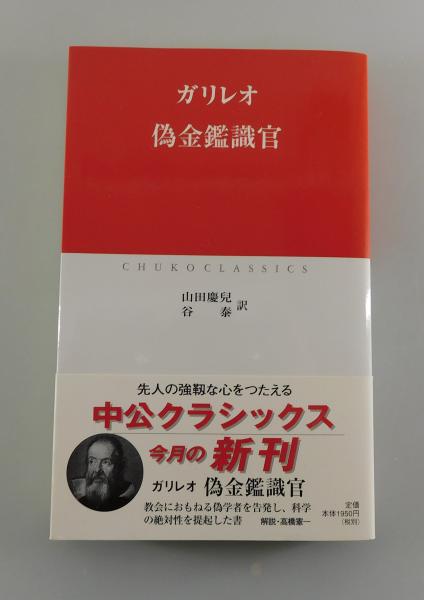 ガリレオ
偽金鑑識官
CHUKOCLASSICS
山田慶兒
谷　泰 訳
先人の強靱な心をつたえる
中公クラシックス
今月の新刊
ガリレオ 偽金鑑識官
教会におもねる偽学者を告発し、科学
の絶対性を提起した書 解説・高橋憲一
定価
本体1950円
(税別)